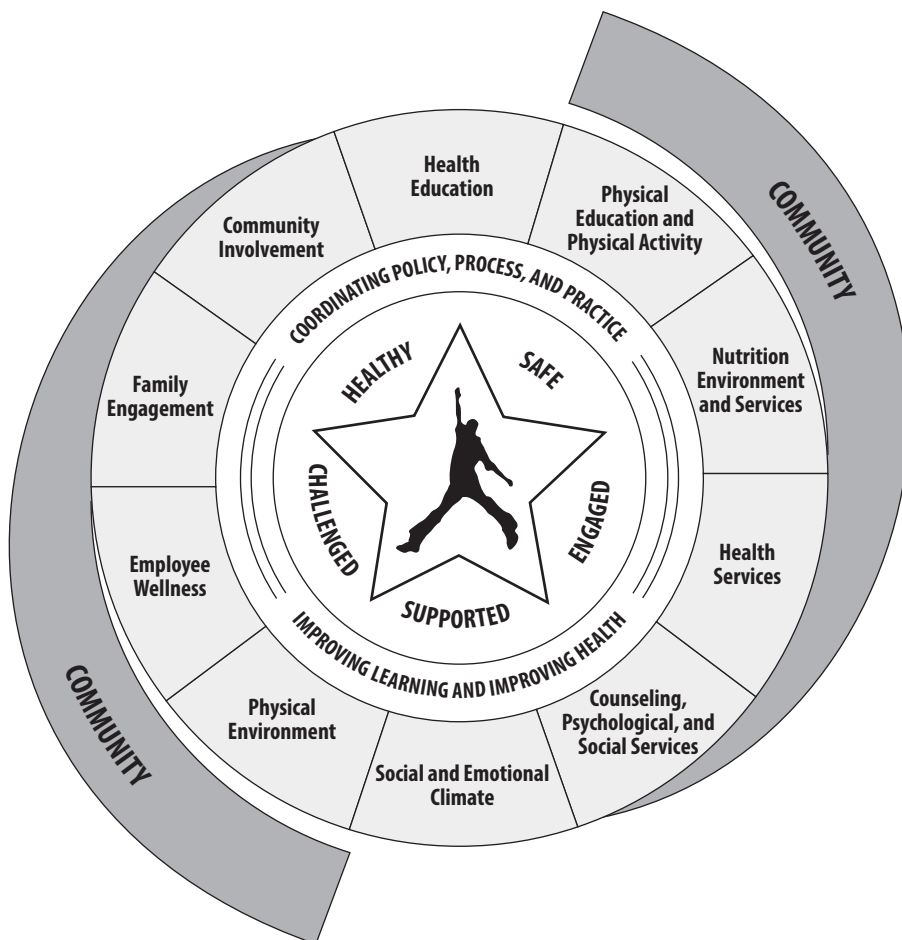 COMMUNITY
Health
Education
Physical
Education and
Physical Activity
Nutrition
Environment
and Services
Health
Services
Counseling,
Psychological, and
Social Services
Social and Emotional
Climate
Physical
Environment
Employee
Wellness
Family
Engagement
Community
Involvement
COORDINATING POLICY, PROCESS, AND PRACTICE
IMPROVING LEARNING AND IMPROVING HEALTH
HEALTHY
SAFE
ENGAGED
SUPPORTED
CHALLENGED
COMMUNITY